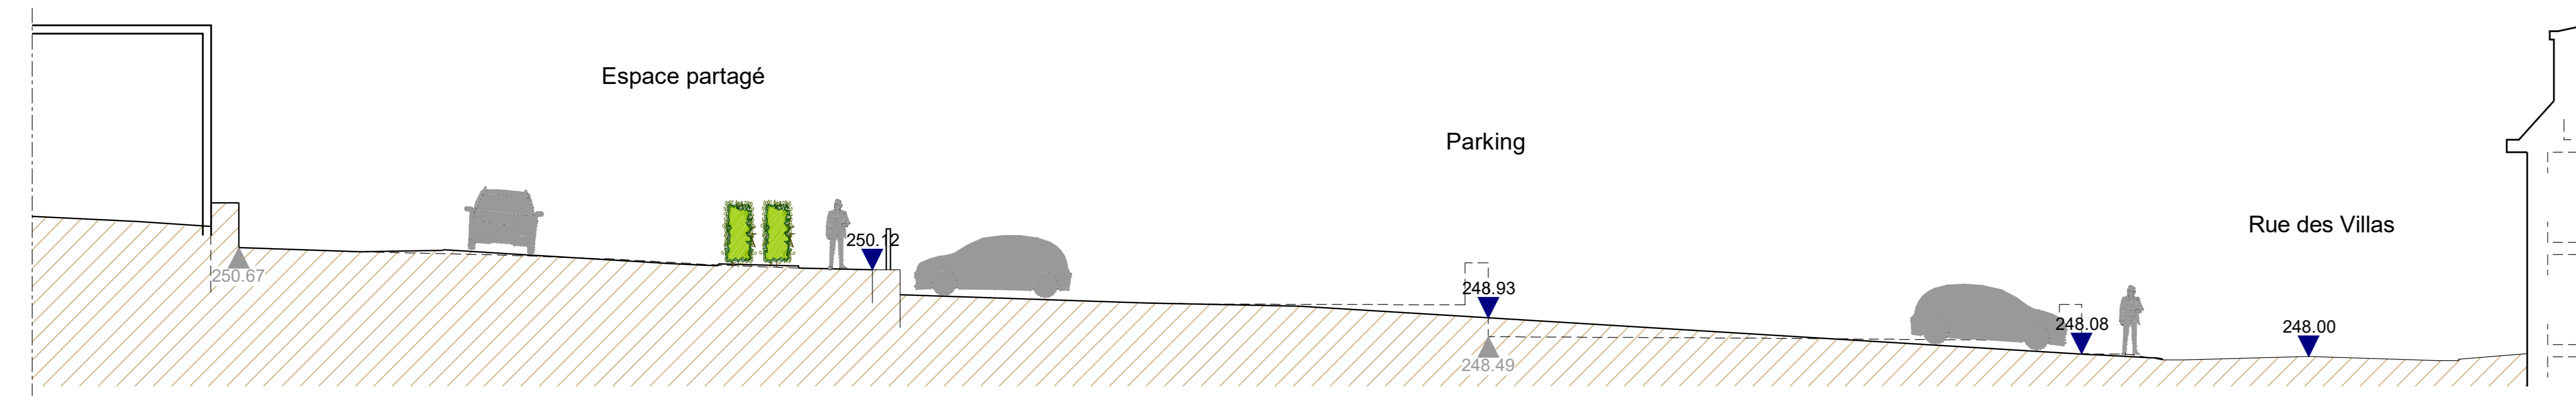 Espace partagé
Parking
Rue des Villas
250.12
250.67
248.93
248.08
248.00
248.49